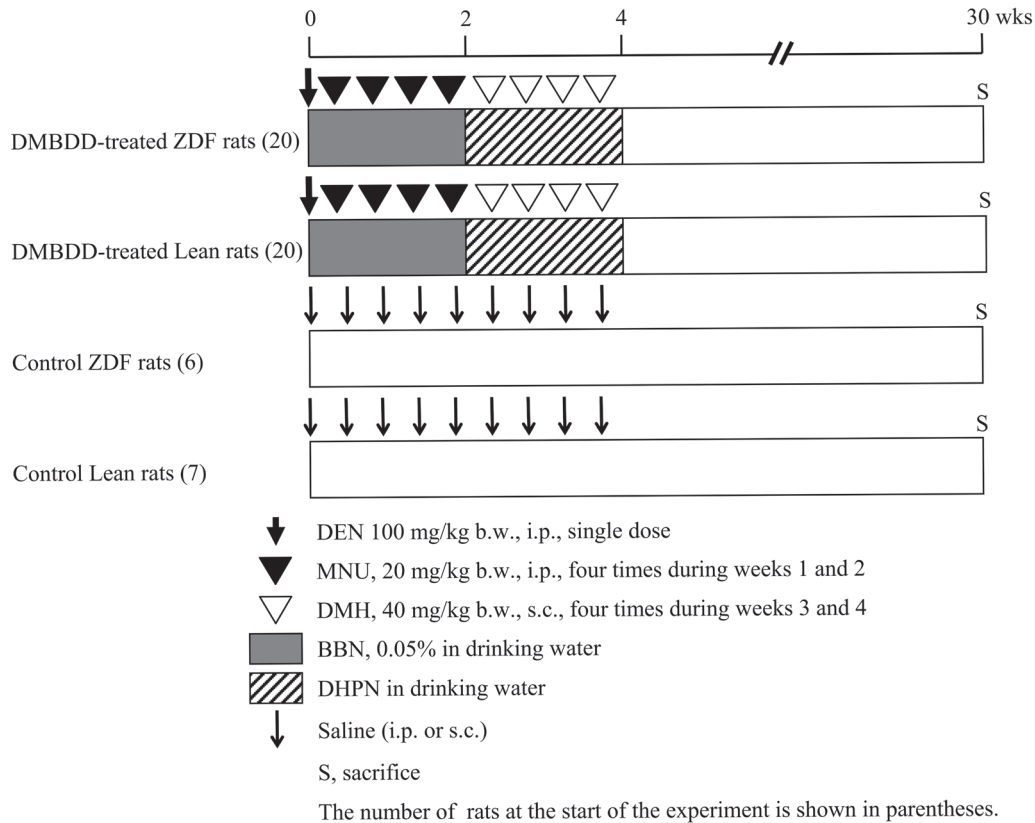 0 2 4 30 wks
S
DMBDD-treated ZDF rats (20)
S
DMBDD-treated Lean rats (20)
S
Control ZDF rats (6)
S
Control Lean rats (7)
DEN 100 mg/kg b.w., i.p., single dose
MNU, 20 mg/kg b.w., i.p., four times during weeks 1 and 2
DMH, 40 mg/kg b.w., s.c., four times during weeks 3 and 4
BBN, 0.05% in drinking water
DHPN in drinking water
Saline (i.p. or s.c.)
S, sacrifice
The number of rats at the start of the experiment is shown in parentheses.